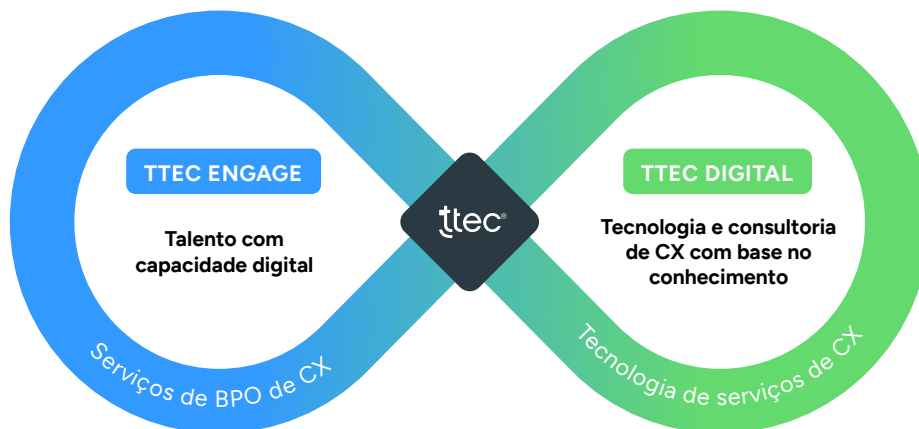 TTEC ENGAGE
Talento com
capacidade digital
Serviços de BPO de CX
ttec®
TTEC DIGITAL
Tecnologia e consultoria
de CX com base no
conhecimento
Tecnologia de serviços de CX